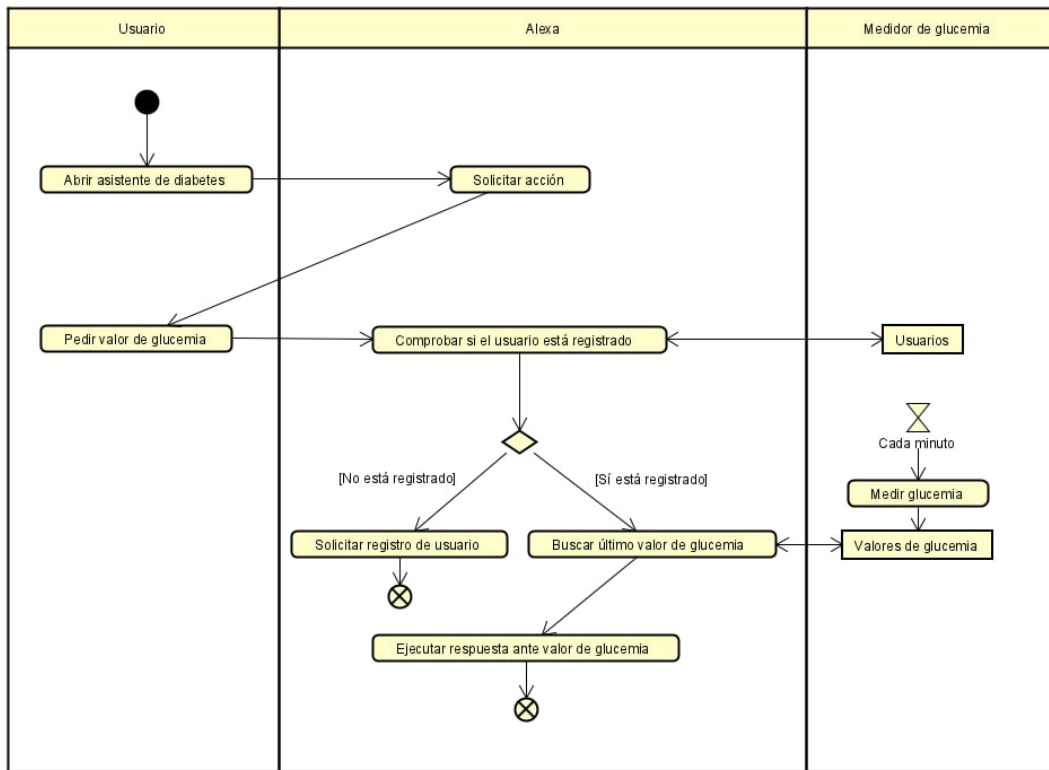 Usuario
Alexa
Medidor de glucemia
Abrir asistente de diabetes
Solicitar acción
Pedir valor de glucemia
Comprobar si el usuario está registrado
Usuarios
Cada minuto
[No está registrado]
[Sí está registrado]
Medir glucemia
Solicitar registro de usuario
Buscar último valor de glucemia
Valores de glucemia
Ejecutar respuesta ante valor de glucemia